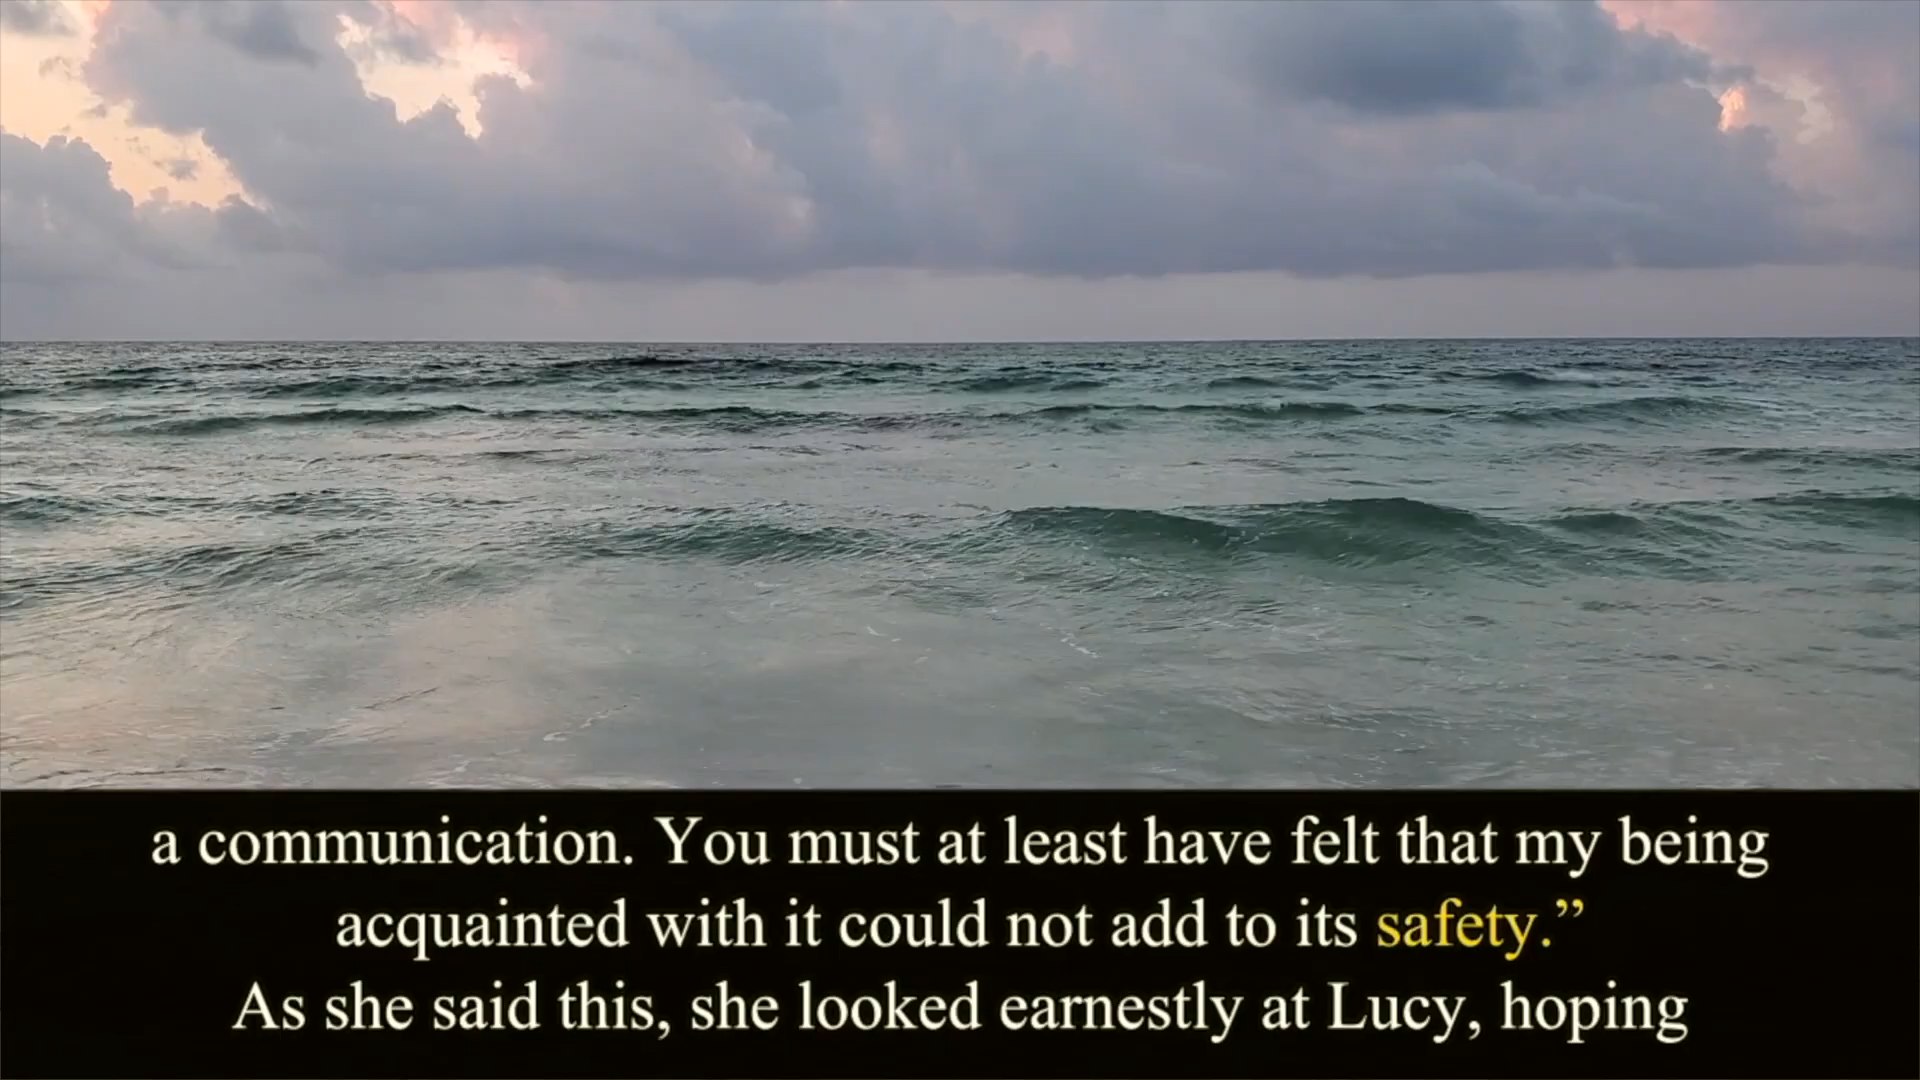 a communication. You must at least have felt that my being
acquainted with it could not add to its safety.”
As she said this, she looked earnestly at Lucy, hoping